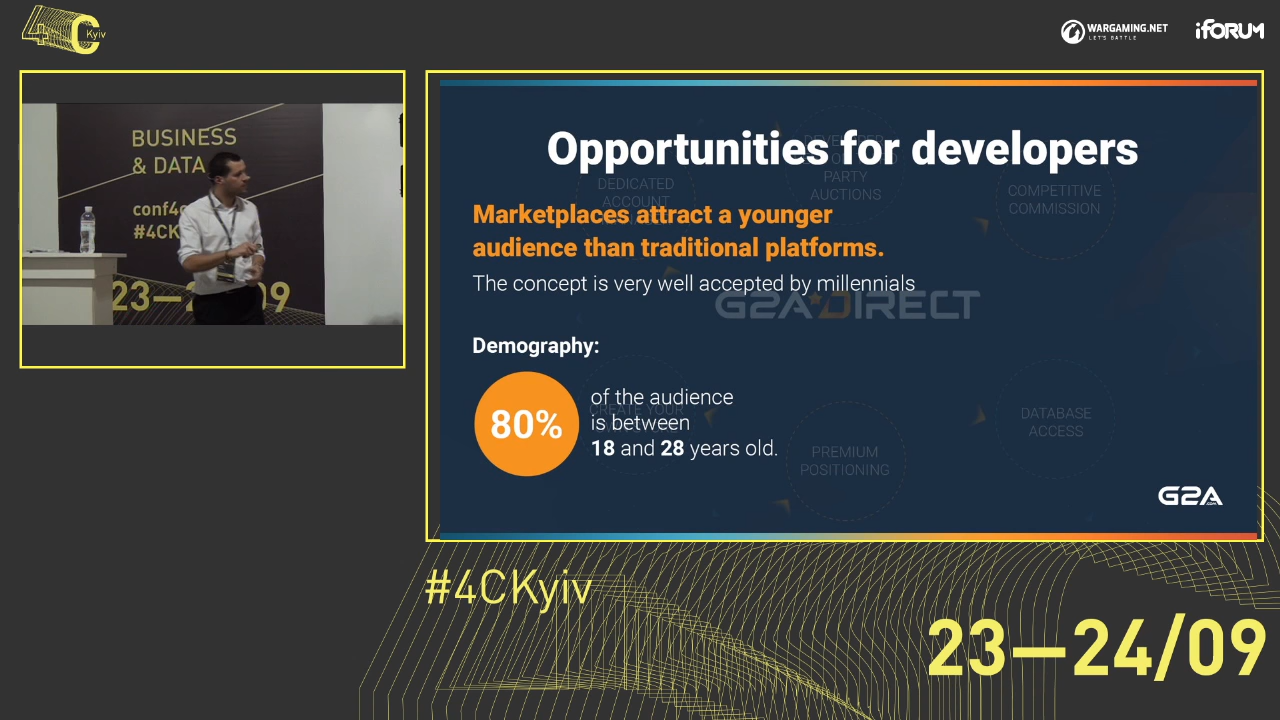 4C Kyiv
WARGAMING.NET
LET'S BATTLE
iFORUM
BUSINESS
& DATA
#4CK
23—2 09
Opportunities for developers
Marketplaces attract a younger
audience than traditional platforms.
The concept is very well accepted by millennials
Demography:
80%
of the audience
is between
18 and 28 years old.
DEDICATED
ACCOUNT
PARTY
AUCTIONS
COMPETITIVE
COMMISSION
G2A DIRECT
CREATE YOUR
PREMIUM
POSITIONING
DATABASE
ACCESS
G2A
.COM
#4CKyiv
23—24/09